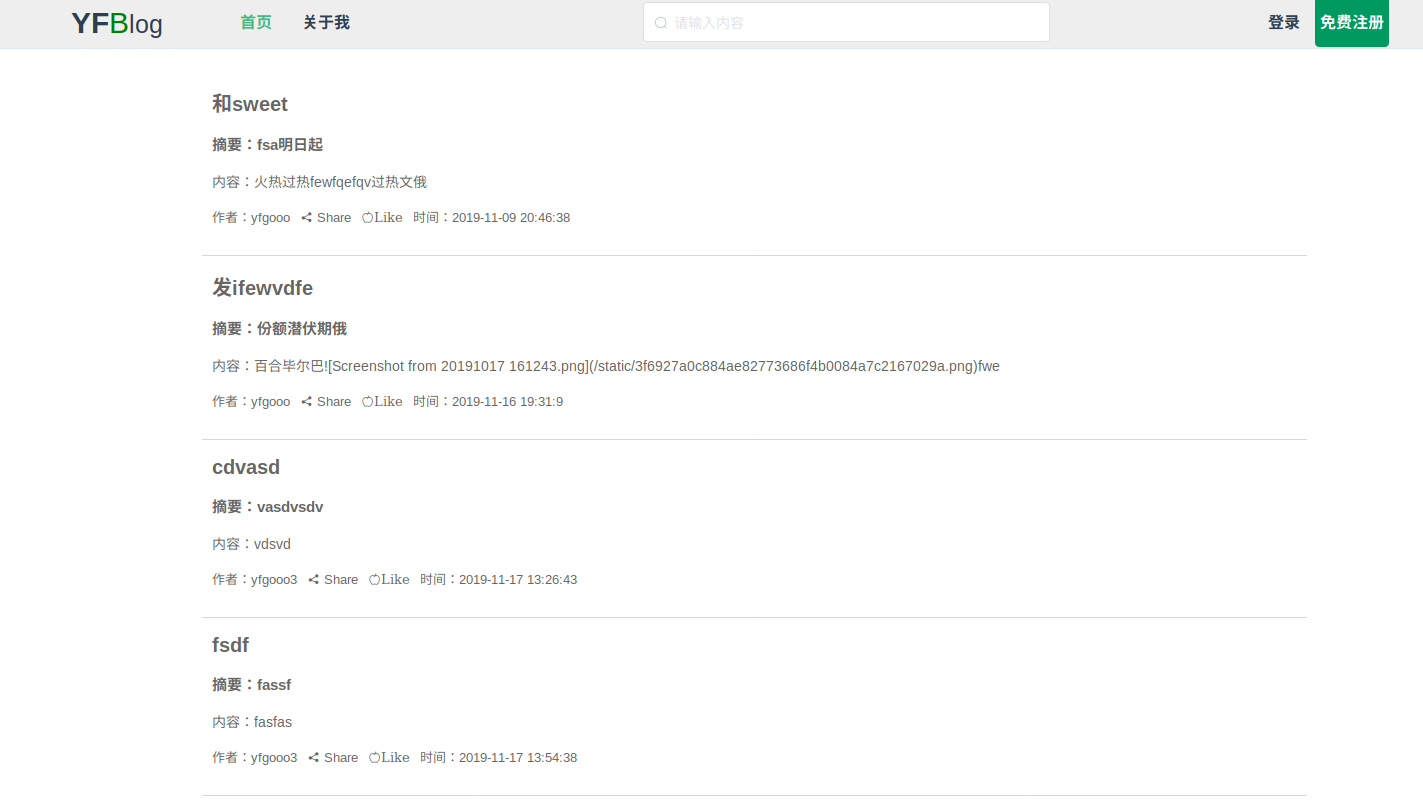 YFBlog 首页 关于我 请输入内容 登录 免费注册
和sweet
摘要：fsa明日起
内容：火热过热fewfqefqv过热文俄
作者：yfgooo Share Like 时间：2019-11-09 20:46:38
发ifewvdfe
摘要：份额潜伏期俄
内容：百合毕尔巴![Screenshot from 20191017 161243.png](/static/3f6927a0c884ae82773686f4b0084a7c2167029a.png)fwe
作者：yfgooo Share Like 时间：2019-11-16 19:31:9
cdvasd
摘要：vasdvsdv
内容：vdsvd
作者：yfgooo3 Share Like 时间：2019-11-17 13:26:43
fsdf
摘要：fassf
内容：fasfas
作者：yfgooo3 Share Like 时间：2019-11-17 13:54:38